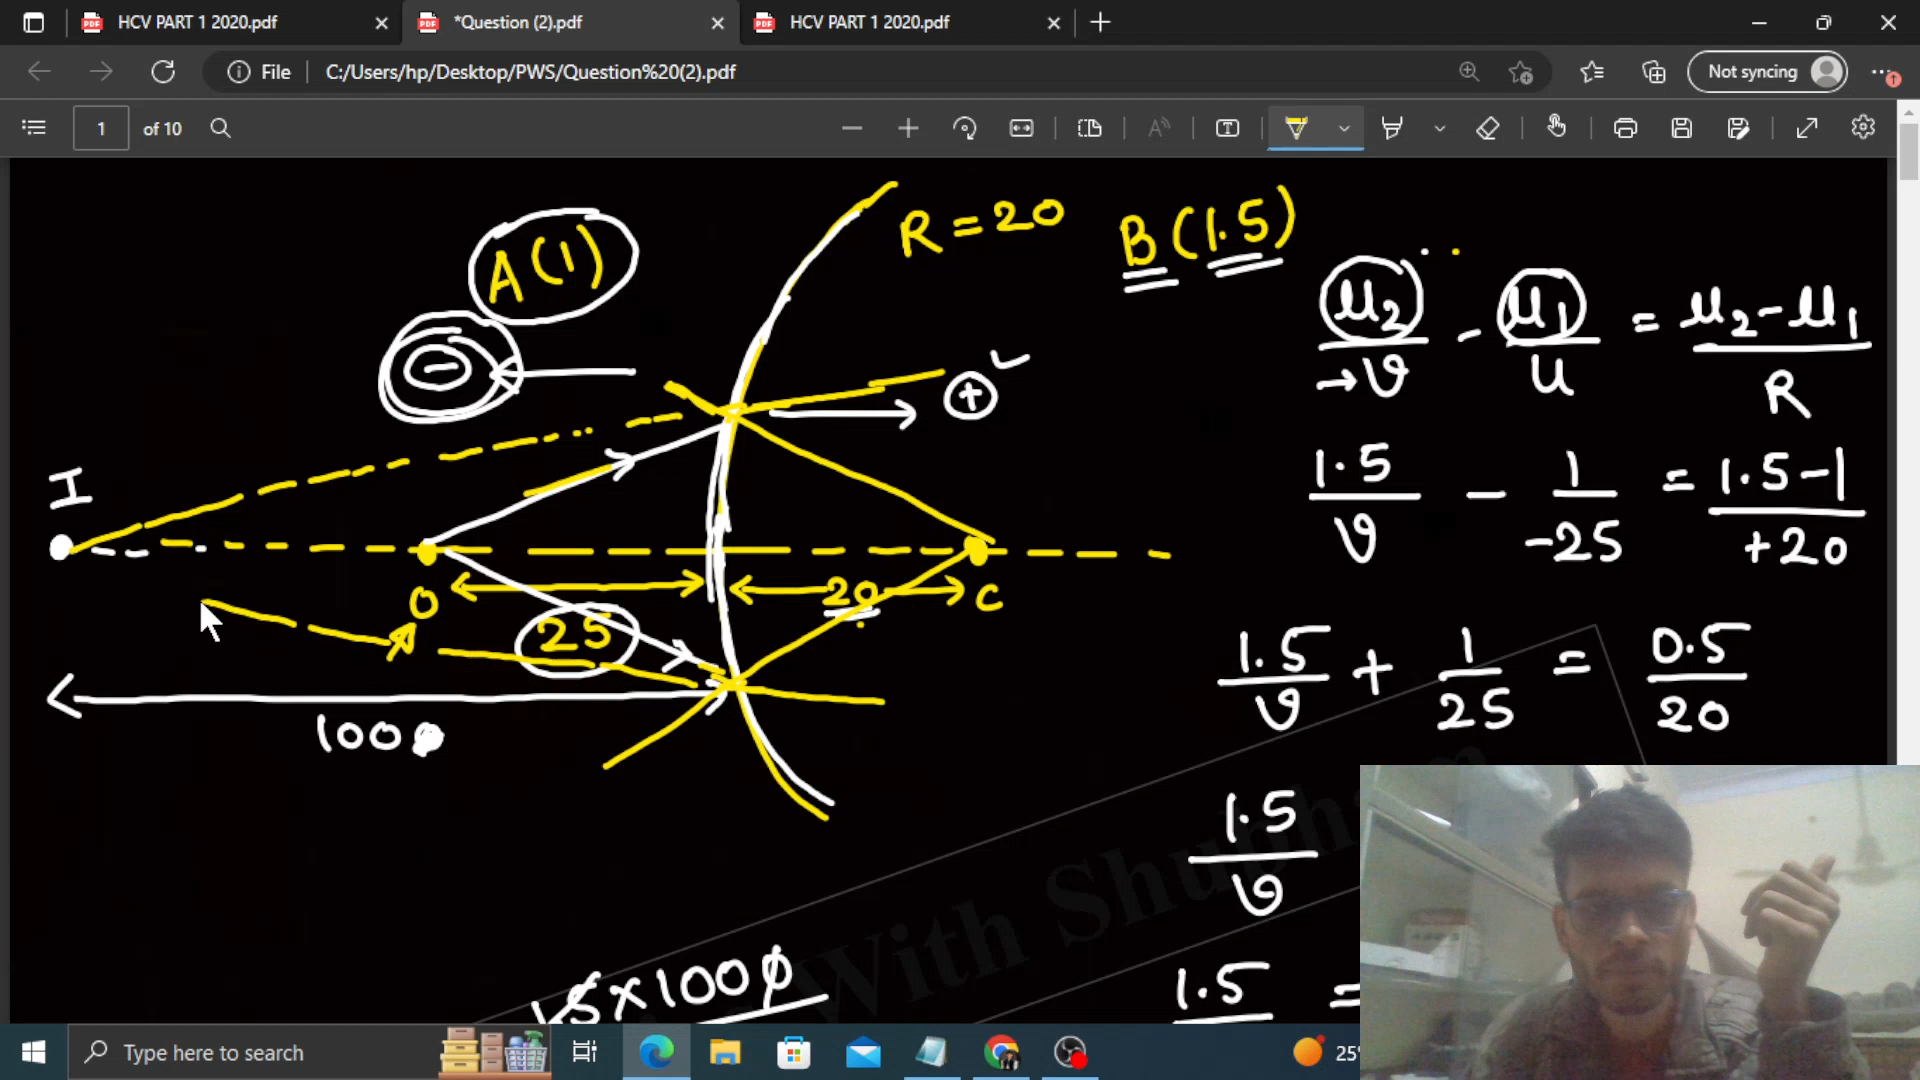 HCV PART 1 2020.pdf
*Question (2).pdf
HCV PART 1 2020.pdf
File
C:/Users/hp/Desktop/PWS/Question%20(2).pdf
Not syncing
1
of 10
A(1)
R = 20
B(1.5)
μ₂/v - μ₁/u = μ₂-μ₁/R
+
-
I
1.5/v - 1/-25 = 1.5-1/+20
O
25
20
C
100
1.5/v + 1/25 = 0.5/20
1.5/v
With Shubham
1.5 =
Type here to search
25°